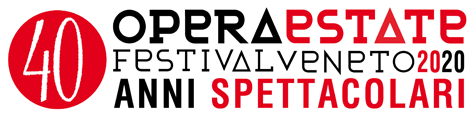 40
OPERAESTATE
FESTIVALVENETO2020
ANNI SPETTACOLARI